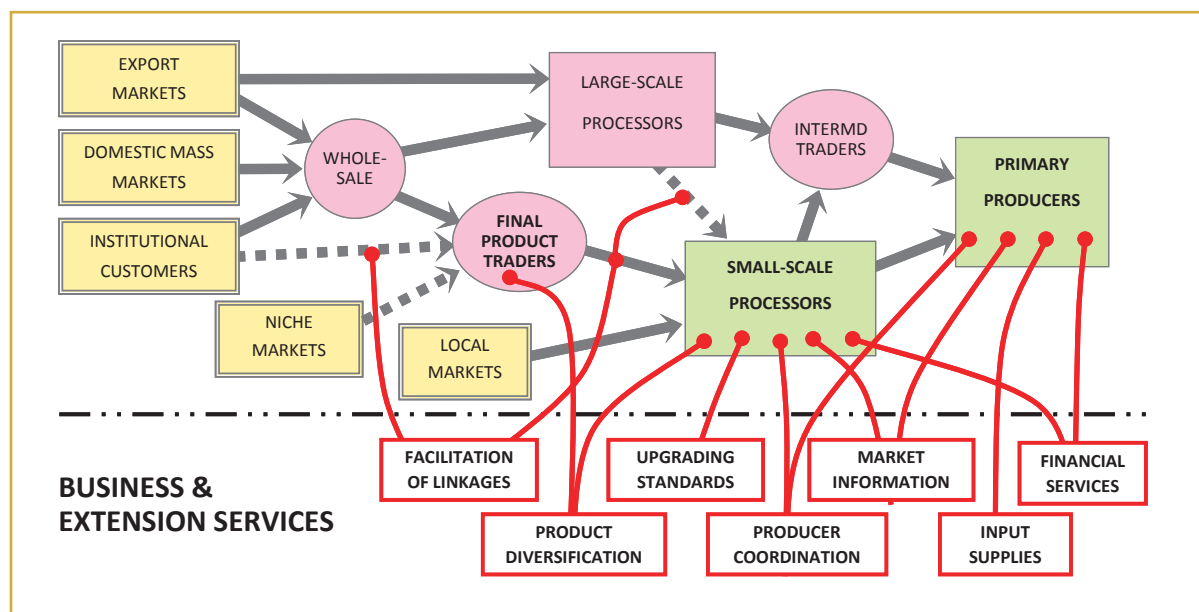 EXPORT
MARKETS
DOMESTIC MASS
MARKETS
INSTITUTIONAL
CUSTOMERS
NICHE
MARKETS
LOCAL
MARKETS
WHOLE-
SALE
FINAL
PRODUCT
TRADERS
LARGE-SCALE
PROCESSORS
INTERMD
TRADERS
SMALL-SCALE
PROCESSORS
PRIMARY
PRODUCERS
BUSINESS &
EXTENSION SERVICES
FACILITATION
OF LINKAGES
PRODUCT
DIVERSIFICATION
UPGRADING
STANDARDS
PRODUCER
COORDINATION
MARKET
INFORMATION
INPUT
SUPPLIES
FINANCIAL
SERVICES